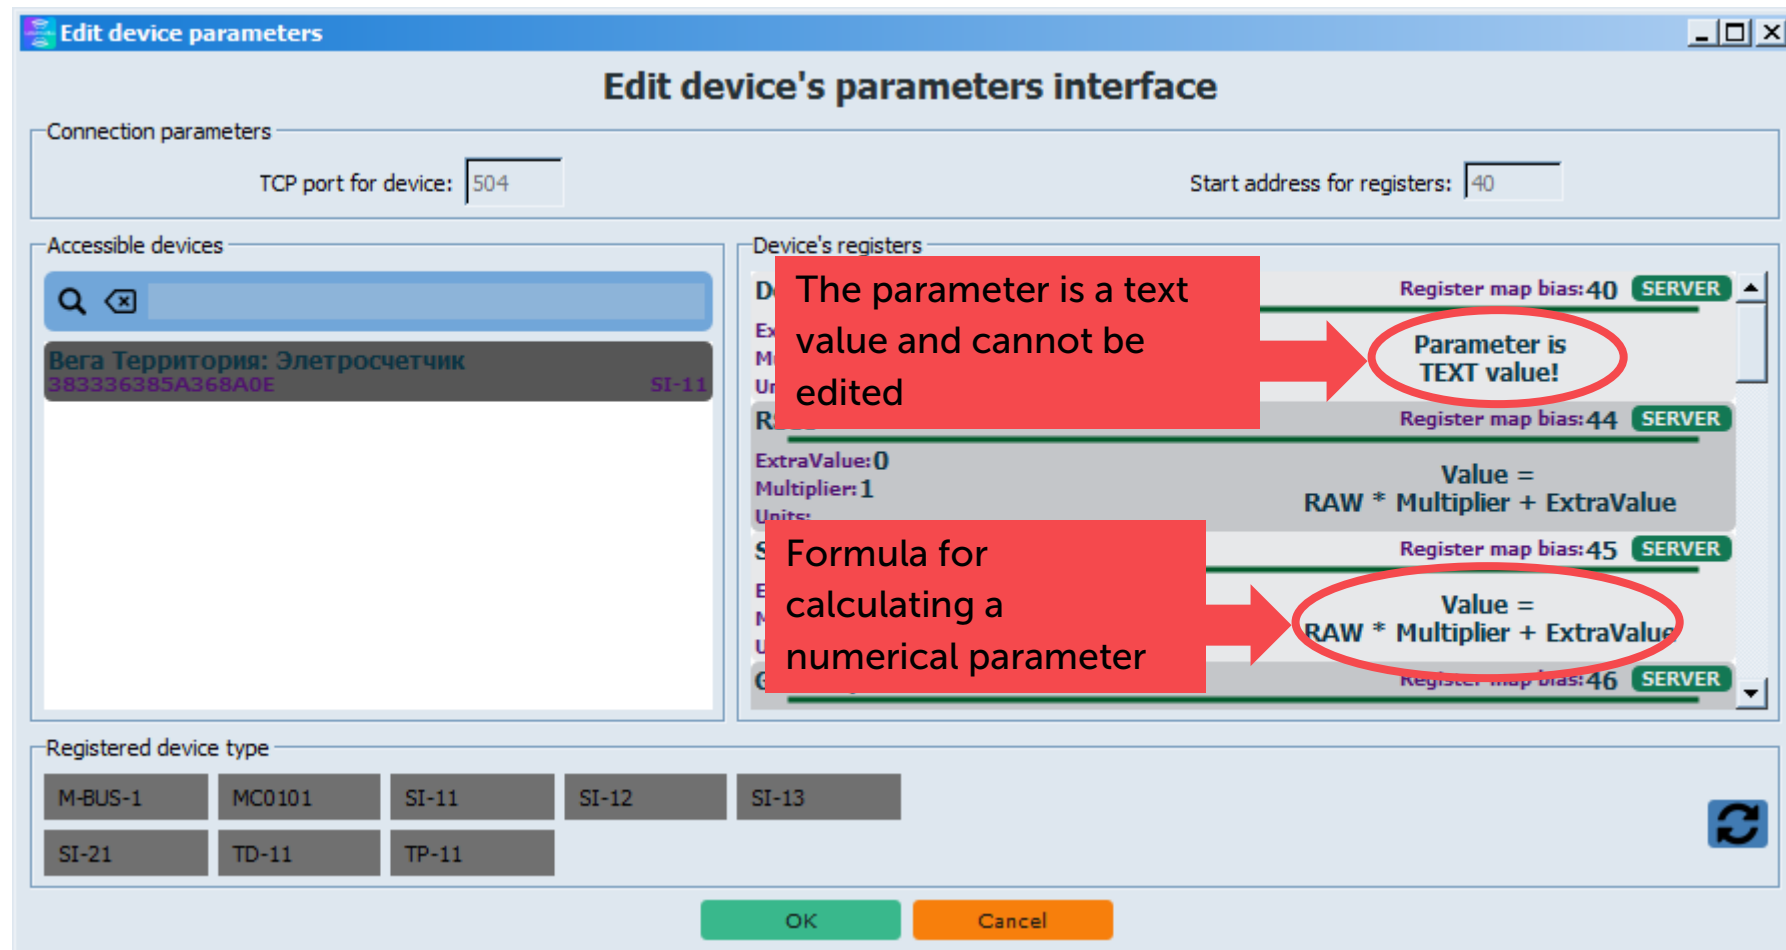 Edit device parameters
Edit device's parameters interface
Connection parameters
TCP port for device: 504
Start address for registers: 40
Accessible devices
Вега Территория: Элетросчетчик
383336385A368A0E SI-11
Device's registers
Register map bias:40 SERVER
Parameter is
TEXT value!
The parameter is a text
value and cannot be
edited
Register map bias:44 SERVER
ExtraValue:0
Multiplier:1
Units:
Value =
RAW * Multiplier + ExtraValue
Register map bias:45 SERVER
Value =
RAW * Multiplier + ExtraValue
Formula for
calculating a
numerical parameter
Register map bias:46 SERVER
Registered device type
M-BUS-1 MC0101 SI-11 SI-12 SI-13
SI-21 TD-11 TP-11
OK Cancel